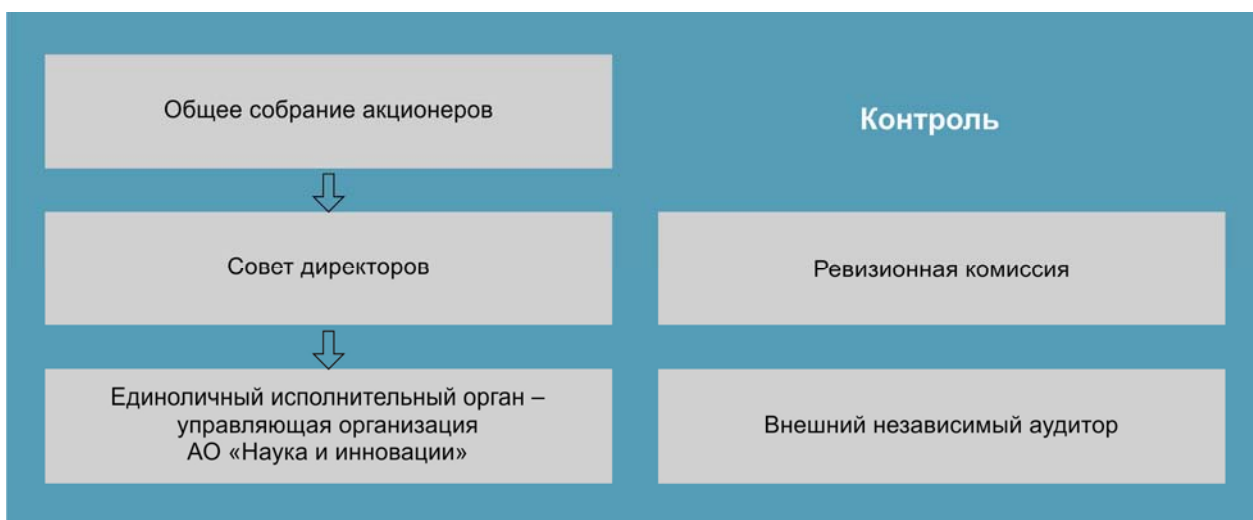 Общее собрание акционеров
Контроль
Совет директоров
Ревизионная комиссия
Единоличный исполнительный орган –
управляющая организация
АО «Наука и инновации»
Внешний независимый аудитор